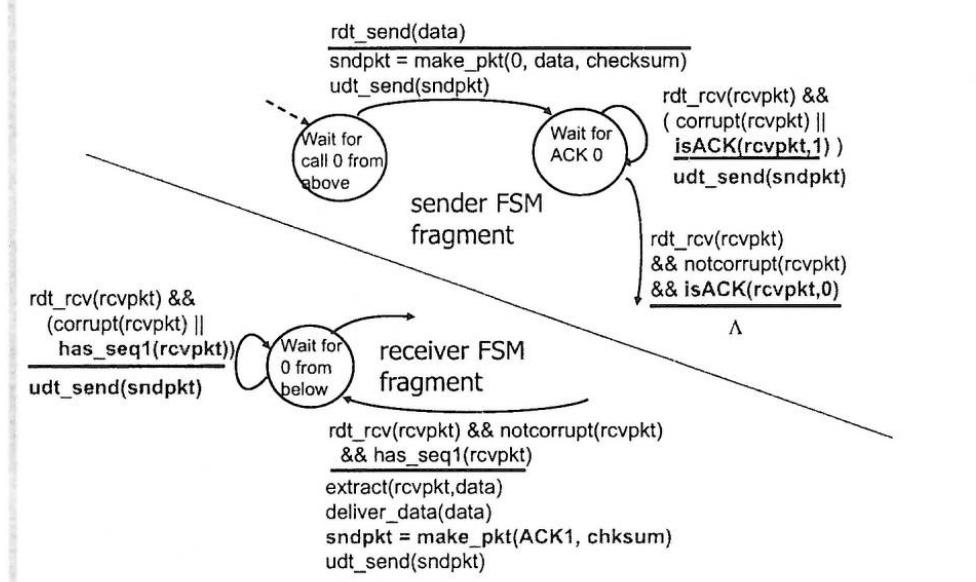 rdt_send(data)
sndpkt = make_pkt(0, data, checksum)
udt_send(sndpkt)
Wait for
call 0 from
above
Wait for
ACK 0
rdt_rcv(rcvpkt) &&
( corrupt(rcvpkt) ||
isACK(rcvpkt,1) )
udt_send(sndpkt)
sender FSM
fragment
rdt_rcv(rcvpkt)
&& notcorrupt(rcvpkt)
&& isACK(rcvpkt,0)
Λ
rdt_rcv(rcvpkt) &&
(corrupt(rcvpkt) ||
has_seq1(rcvpkt))
udt_send(sndpkt)
Wait for
0 from
below
receiver FSM
fragment
rdt_rcv(rcvpkt) && notcorrupt(rcvpkt)
&& has_seq1(rcvpkt)
extract(rcvpkt,data)
deliver_data(data)
sndpkt = make_pkt(ACK1, chksum)
udt_send(sndpkt)